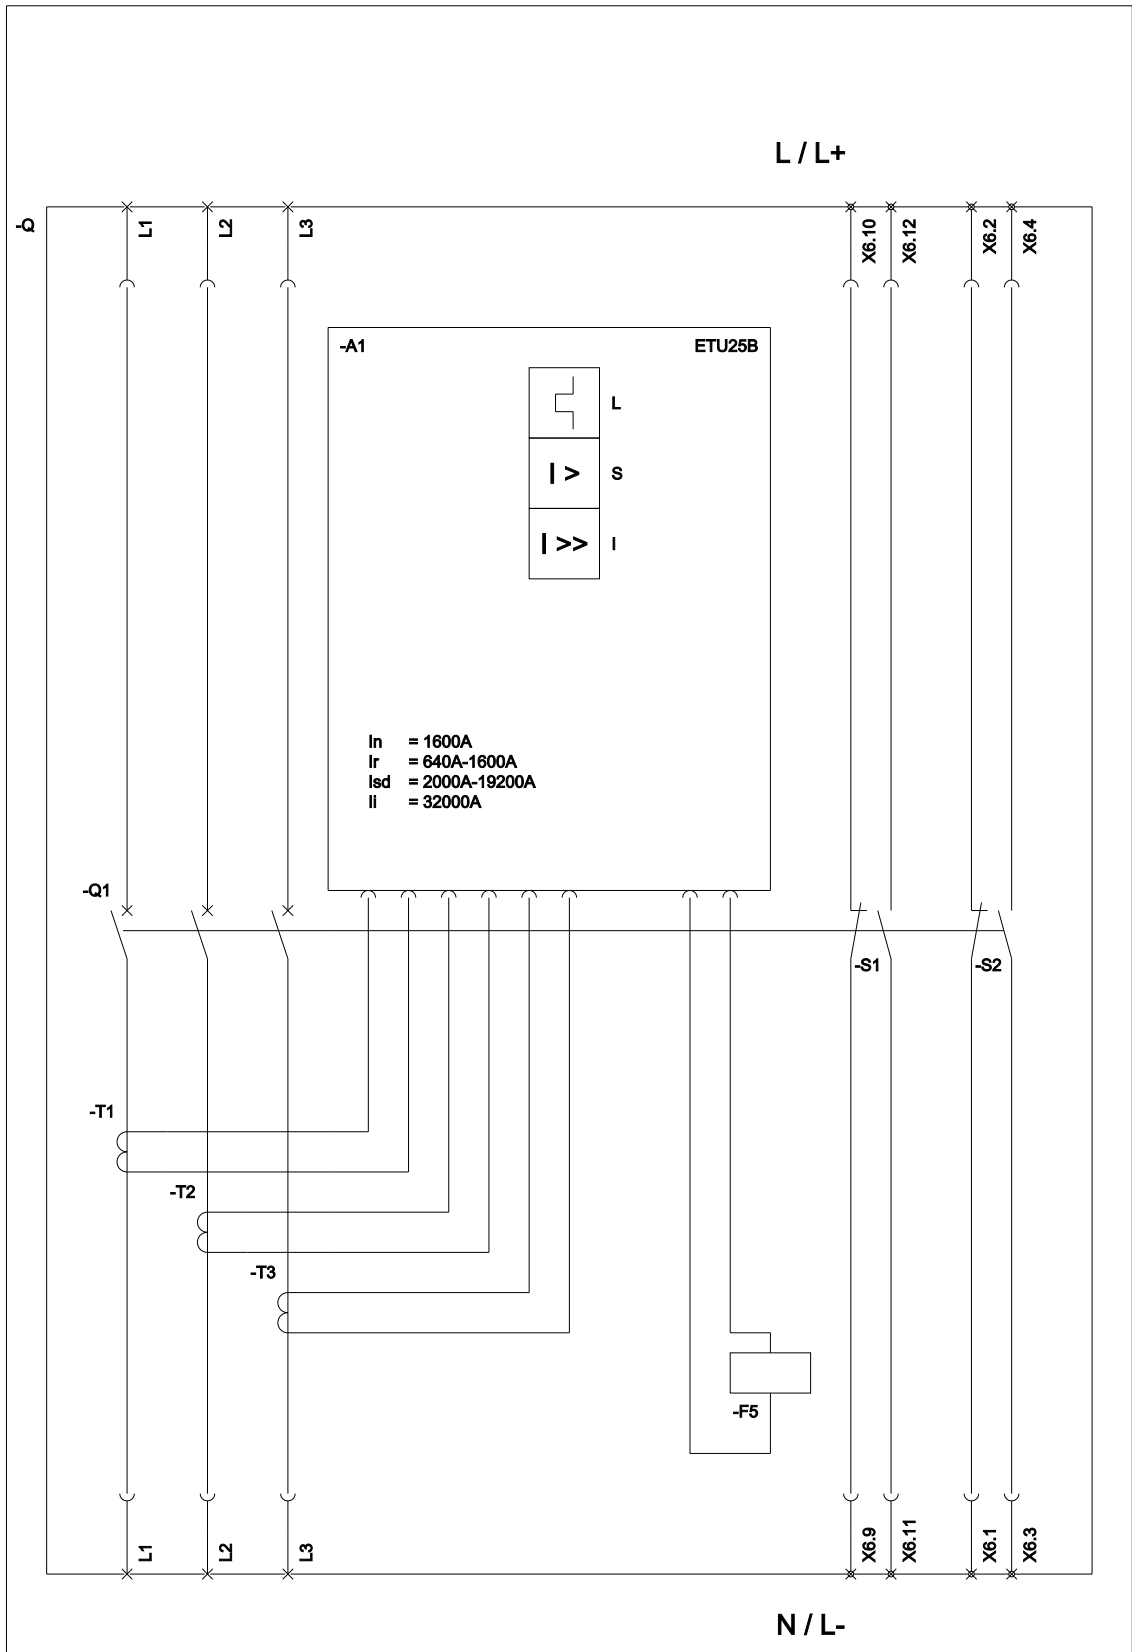 L / L+
-Q
L1
L2
L3
X6.10
X6.12
X6.2
X6.4
-A1
ETU25B
L
I >
S
I >>
I
In = 1600A
Ir = 640A-1600A
Isd = 2000A-19200A
Ii = 32000A
-Q1
-S1
-S2
-T1
-T2
-T3
-F5
L1
L2
L3
X6.9
X6.11
X6.1
X6.3
N / L-